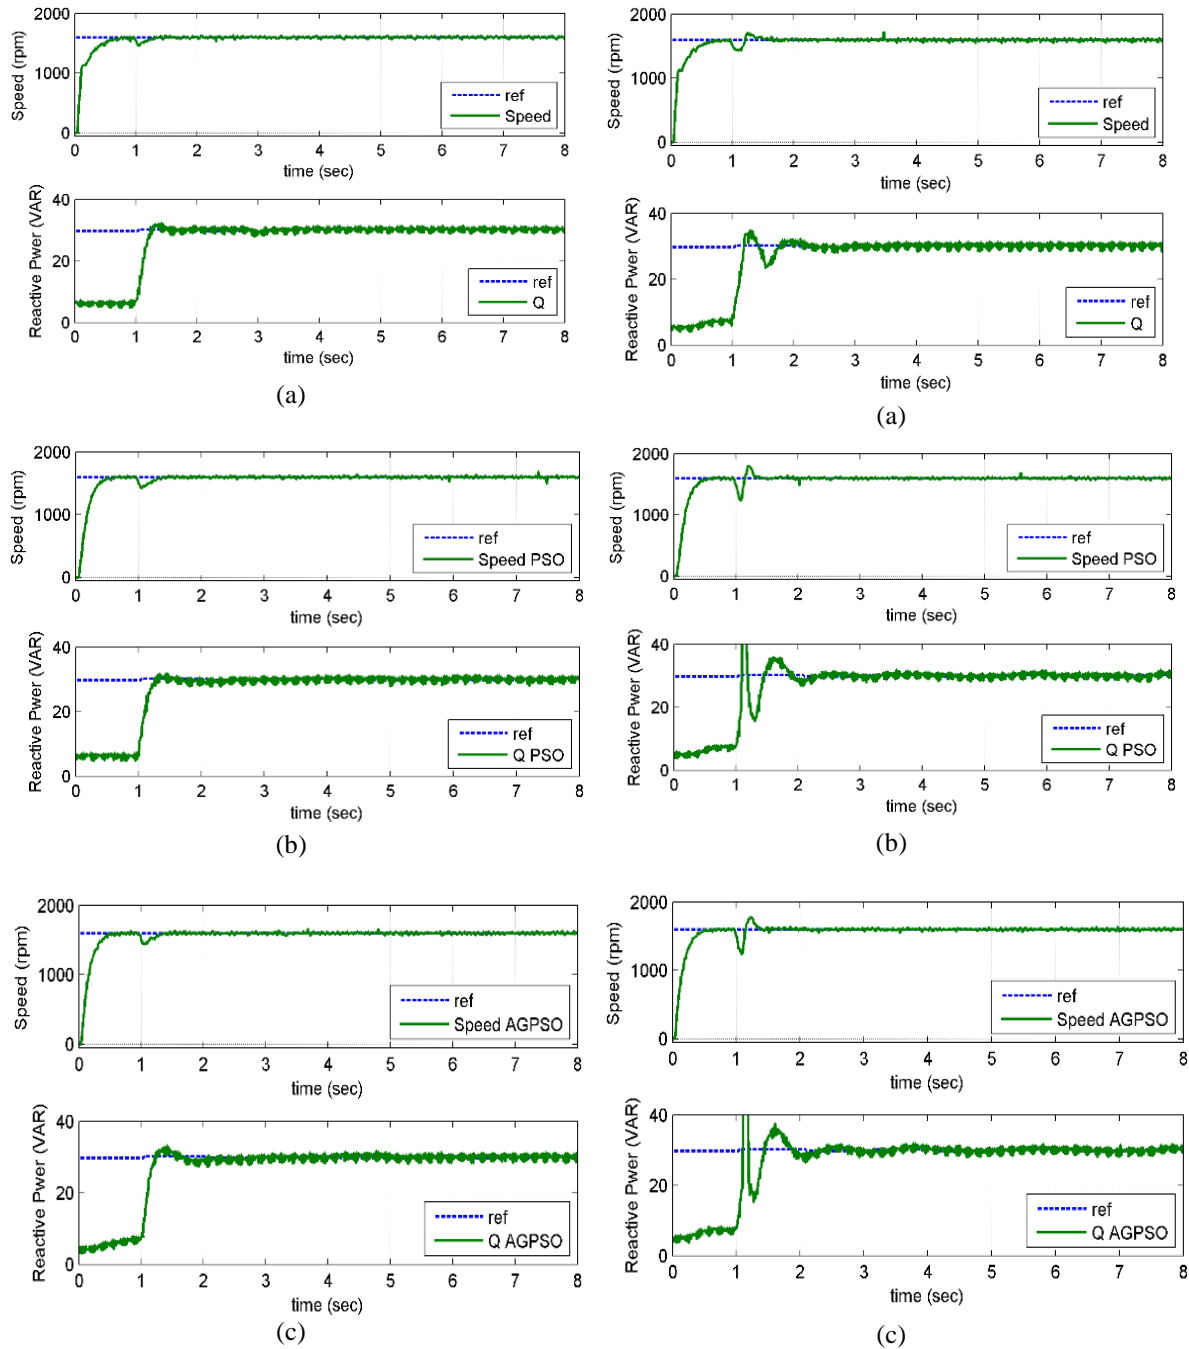 2000
1000
0
Speed (rpm)
ref
Speed
0 1 2 3 4 5 6 7 8
time (sec)
40
20
0
Reactive Power (VAR)
ref
Q
0 1 2 3 4 5 6 7 8
time (sec)
(a)
2000
1000
0
Speed (rpm)
ref
Speed
0 1 2 3 4 5 6 7 8
time (sec)
40
20
0
Reactive Power (VAR)
ref
Q
0 1 2 3 4 5 6 7 8
time (sec)
(a)
2000
1000
0
Speed (rpm)
ref
Speed PSO
0 1 2 3 4 5 6 7 8
time (sec)
40
20
0
Reactive Power (VAR)
ref
Q PSO
0 1 2 3 4 5 6 7 8
time (sec)
(b)
2000
1000
0
Speed (rpm)
ref
Speed PSO
0 1 2 3 4 5 6 7 8
time (sec)
40
20
0
Reactive Power (VAR)
ref
Q PSO
0 1 2 3 4 5 6 7 8
time (sec)
(b)
2000
1000
0
Speed (rpm)
ref
Speed AGPSO
0 1 2 3 4 5 6 7 8
time (sec)
40
20
0
Reactive Power (VAR)
ref
Q AGPSO
0 1 2 3 4 5 6 7 8
time (sec)
(c)
2000
1000
0
Speed (rpm)
ref
Speed AGPSO
0 1 2 3 4 5 6 7 8
time (sec)
40
20
0
Reactive Power (VAR)
ref
Q AGPSO
0 1 2 3 4 5 6 7 8
time (sec)
(c)